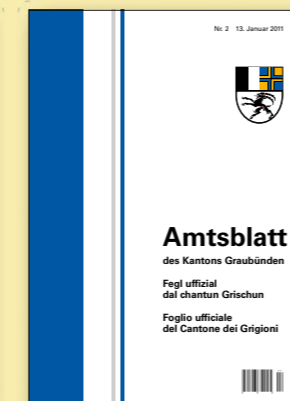 Nr. 2 13. Januar 2011
Amtsblatt
des Kantons Graubünden
Fegl uffizial
dal chantun Grischun
Foglio ufficiale
del Cantone dei Grigioni